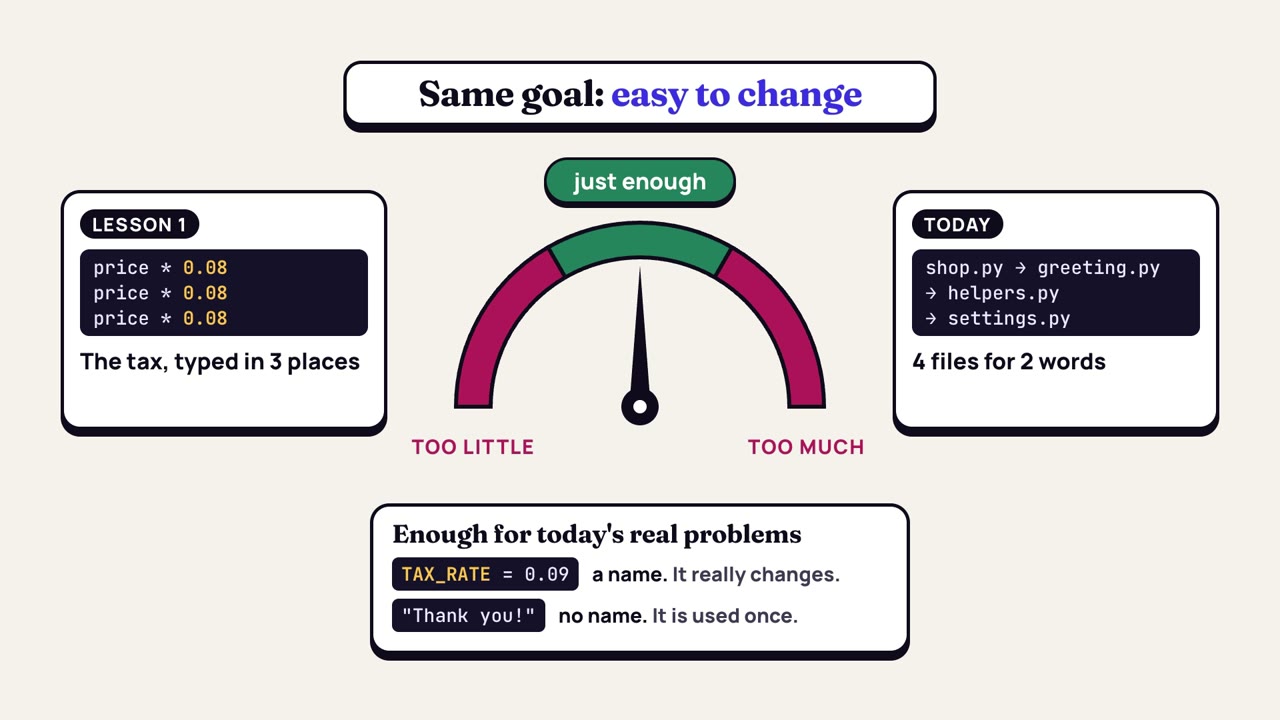 Same goal: easy to change
just enough
LESSON 1
price * 0.08
price * 0.08
price * 0.08
The tax, typed in 3 places
TOO LITTLE
TOO MUCH
TODAY
shop.py → greeting.py
→ helpers.py
→ settings.py
4 files for 2 words
Enough for today's real problems
TAX_RATE = 0.09 a name. It really changes.
"Thank you!" no name. It is used once.